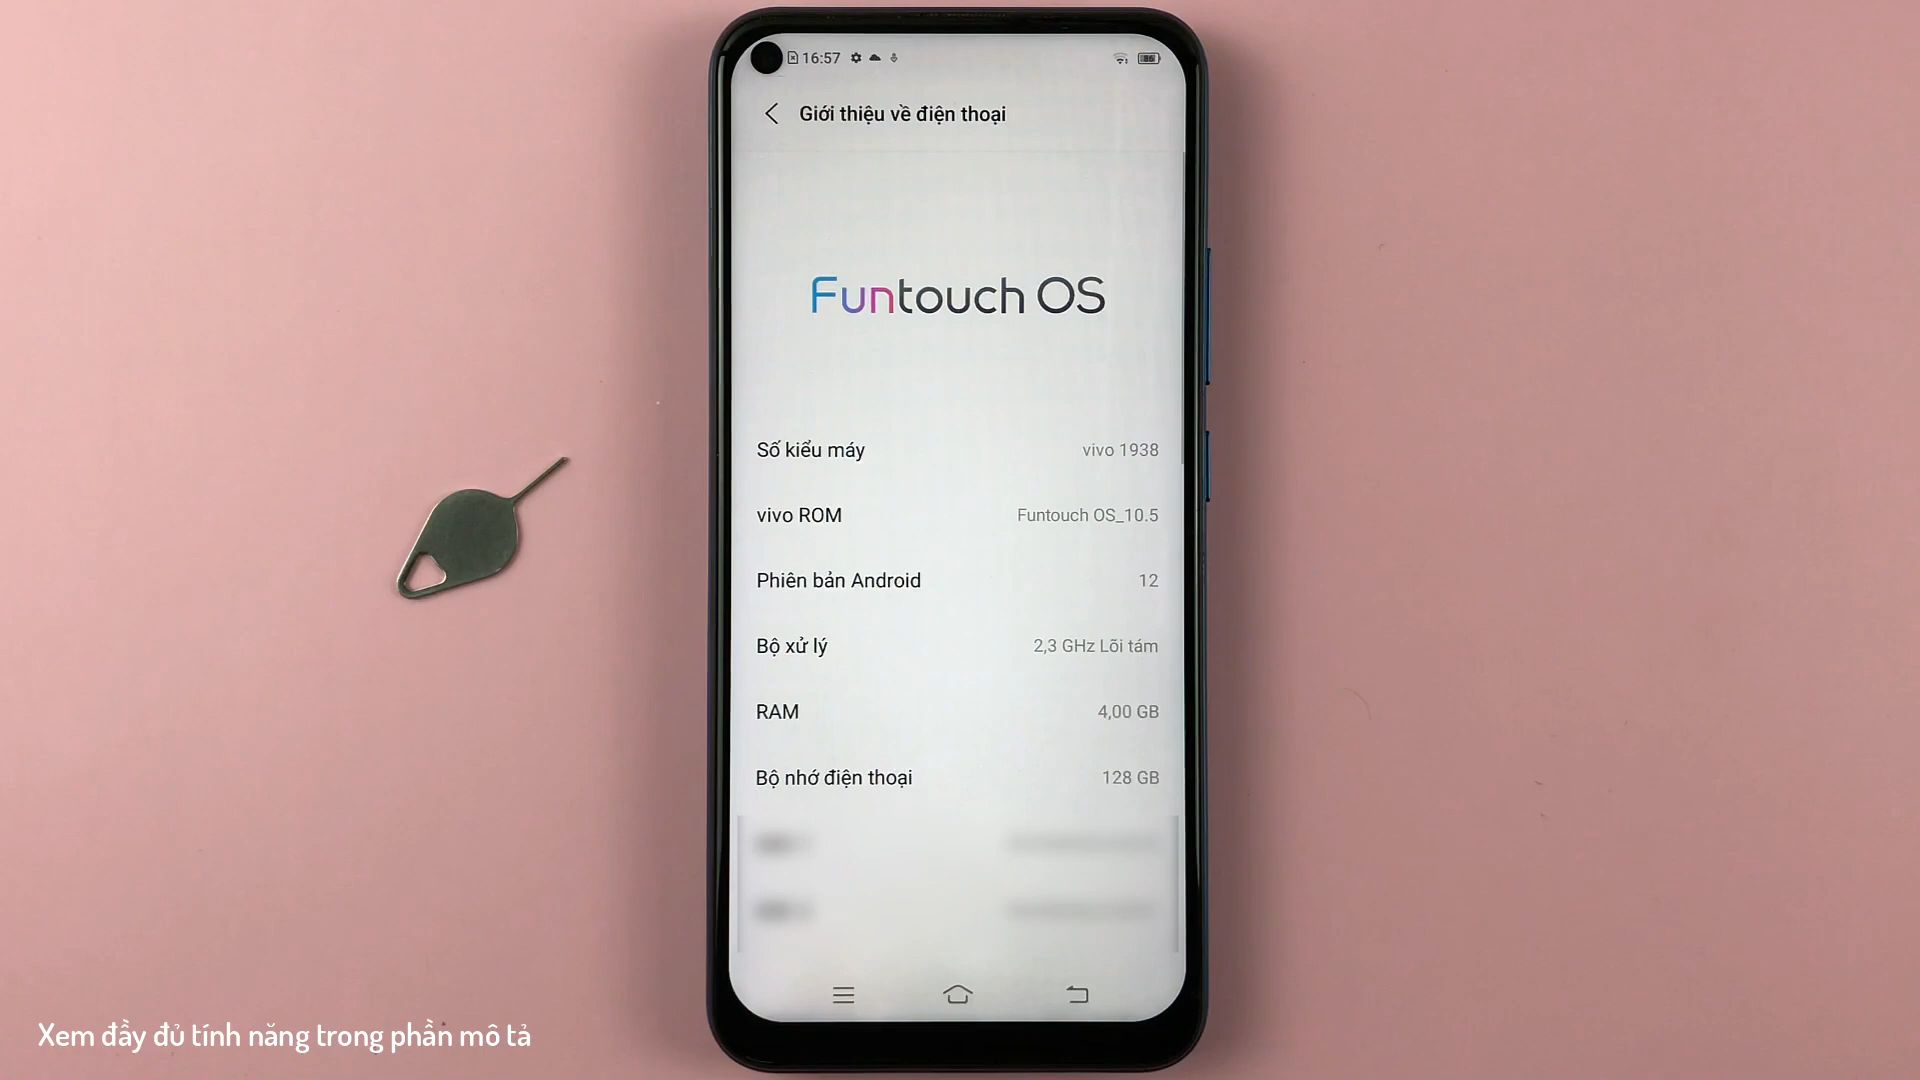 16:57
86
Giới thiệu về điện thoại
Funtouch OS
Số kiểu máy vivo 1938
vivo ROM Funtouch OS_10.5
Phiên bản Android 12
Bộ xử lý 2,3 GHz Lõi tám
RAM 4,00 GB
Bộ nhớ điện thoại 128 GB
Xem đầy đủ tính năng trong phần mô tả